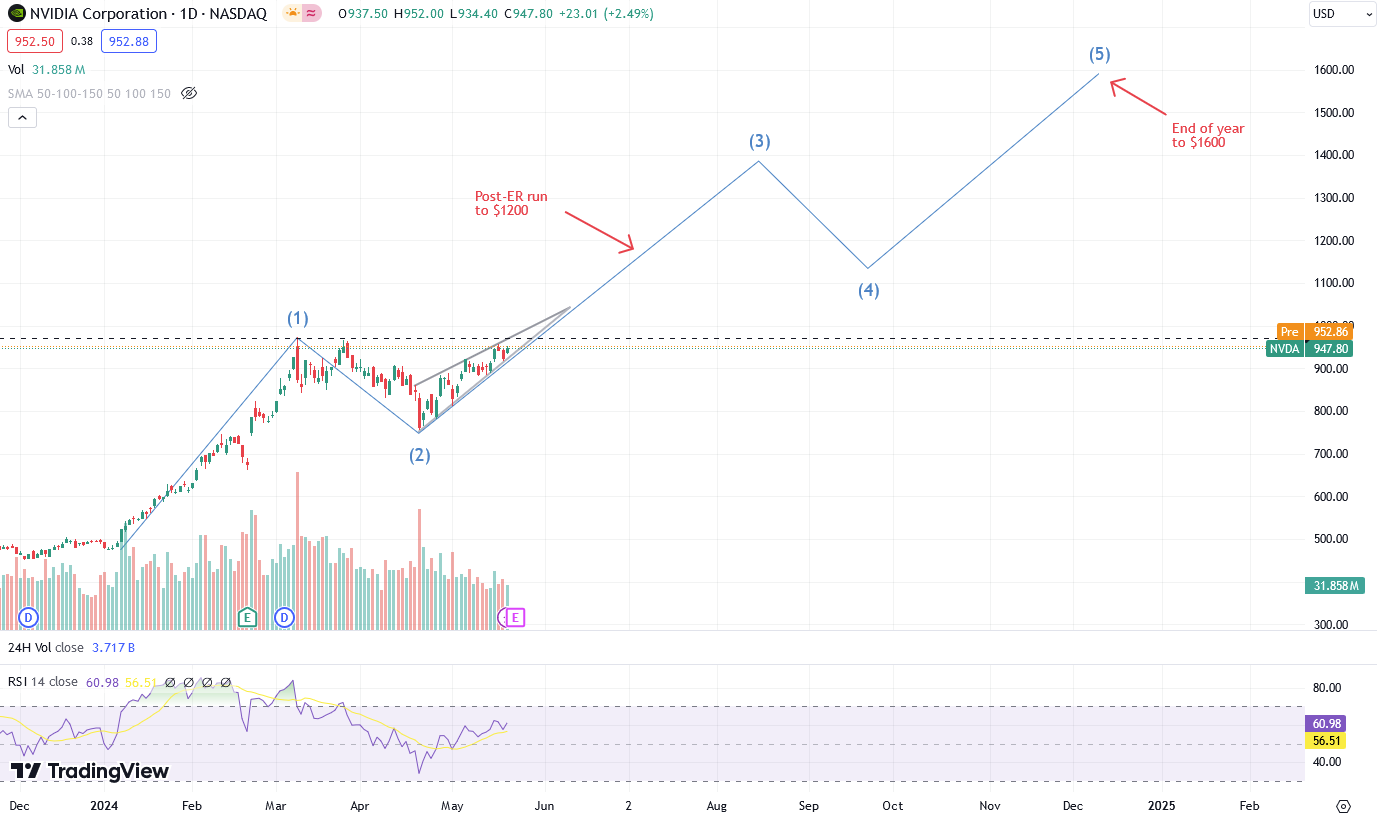 NVIDIA Corporation · 1D · NASDAQ O937.50 H952.00 L934.40 C947.80 +23.01 (+2.49%)
USD
952.50 0.38 952.88
Vol 31.858 M
SMA 50-100-150 50 100 150
(5)
1600.00
1500.00
End of year
to $1600
(3)
1400.00
Post-ER run
to $1200
1300.00
1200.00
1100.00
(4)
(1)
1000.00
Pre 952.86
NVDA 947.80
900.00
800.00
(2)
700.00
600.00
500.00
31.858 M
D E D E
300.00
24H Vol close 3.717 B
RSI 14 close 60.98 56.51 ∅ ∅ ∅ ∅
80.00
60.98
56.51
40.00
TradingView
Dec 2024 Feb Mar Apr May Jun 2 Aug Sep Oct Nov Dec 2025 Feb